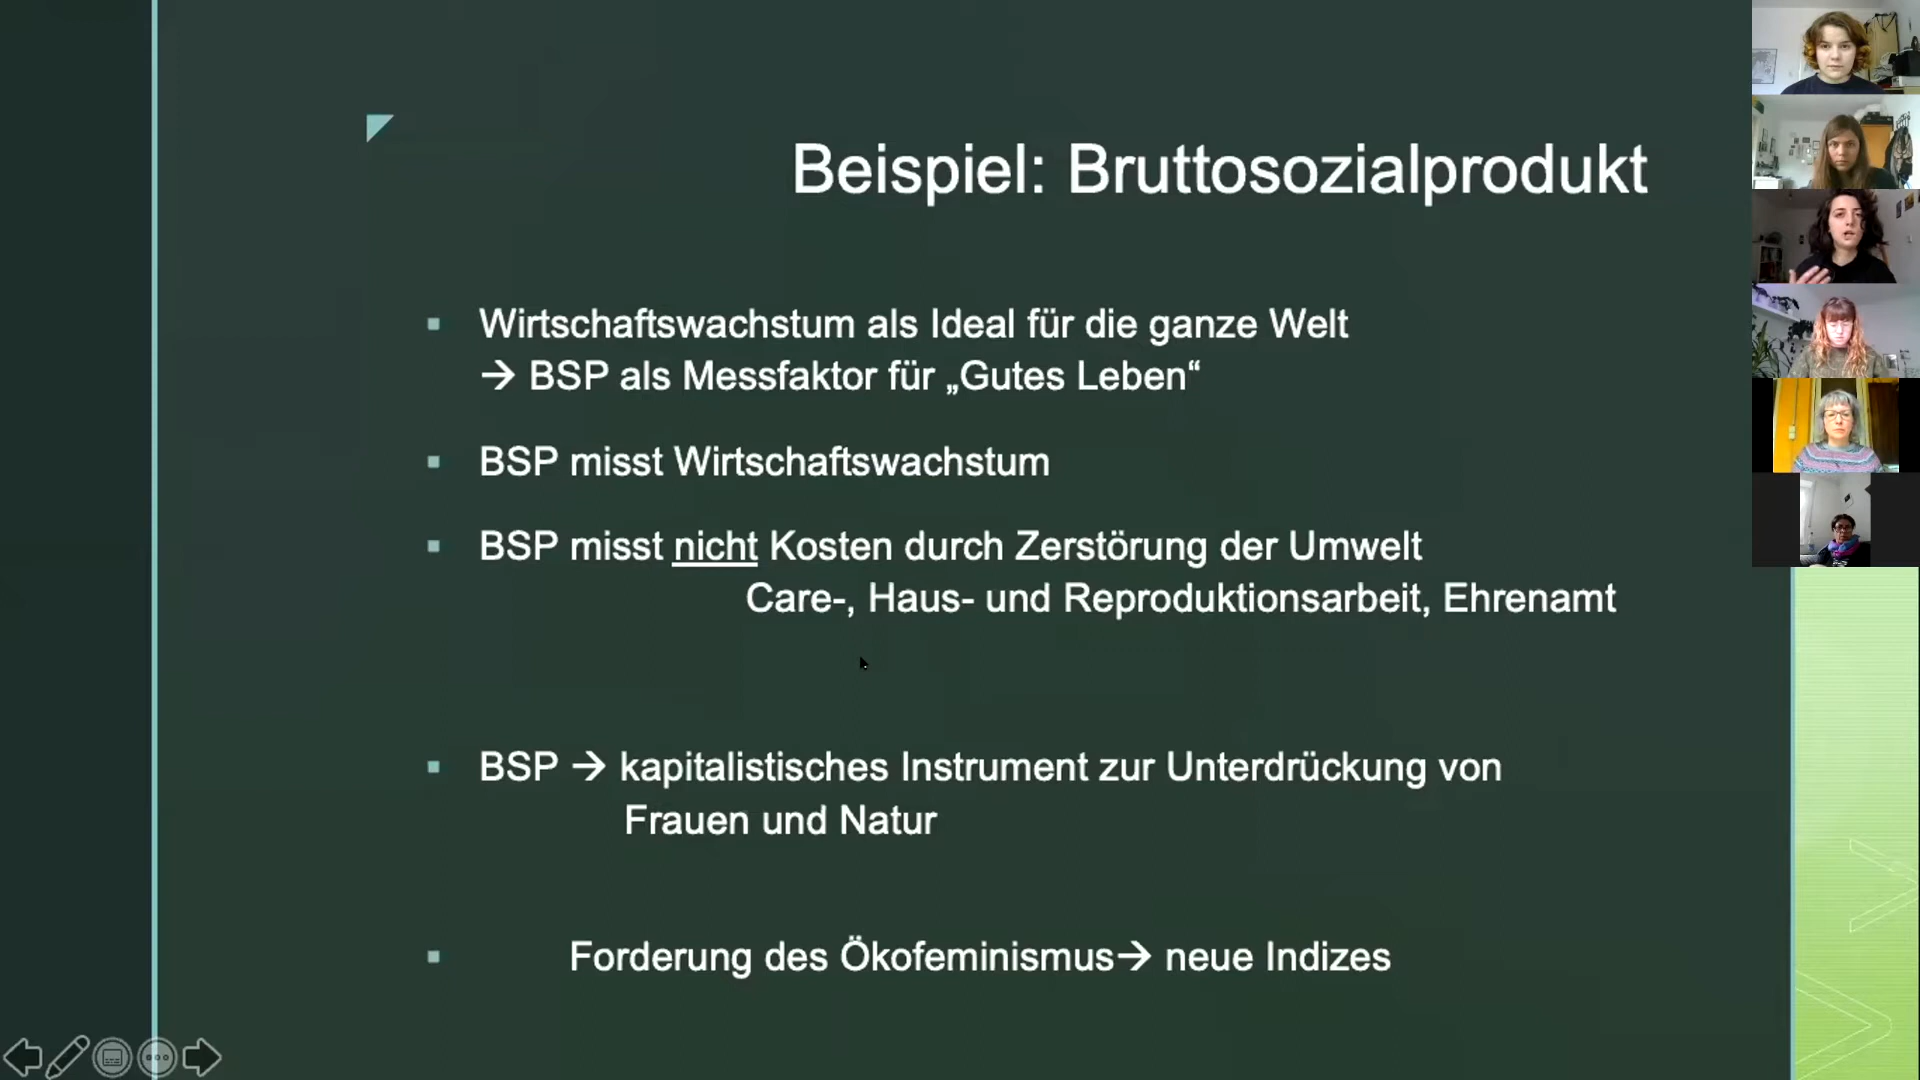 Beispiel: Bruttosozialprodukt
▪ Wirtschaftswachstum als Ideal für die ganze Welt
→ BSP als Messfaktor für „Gutes Leben“
▪ BSP misst Wirtschaftswachstum
▪ BSP misst nicht Kosten durch Zerstörung der Umwelt
Care-, Haus- und Reproduktionsarbeit, Ehrenamt
▪ BSP → kapitalistisches Instrument zur Unterdrückung von
Frauen und Natur
▪ Forderung des Ökofeminismus→ neue Indizes